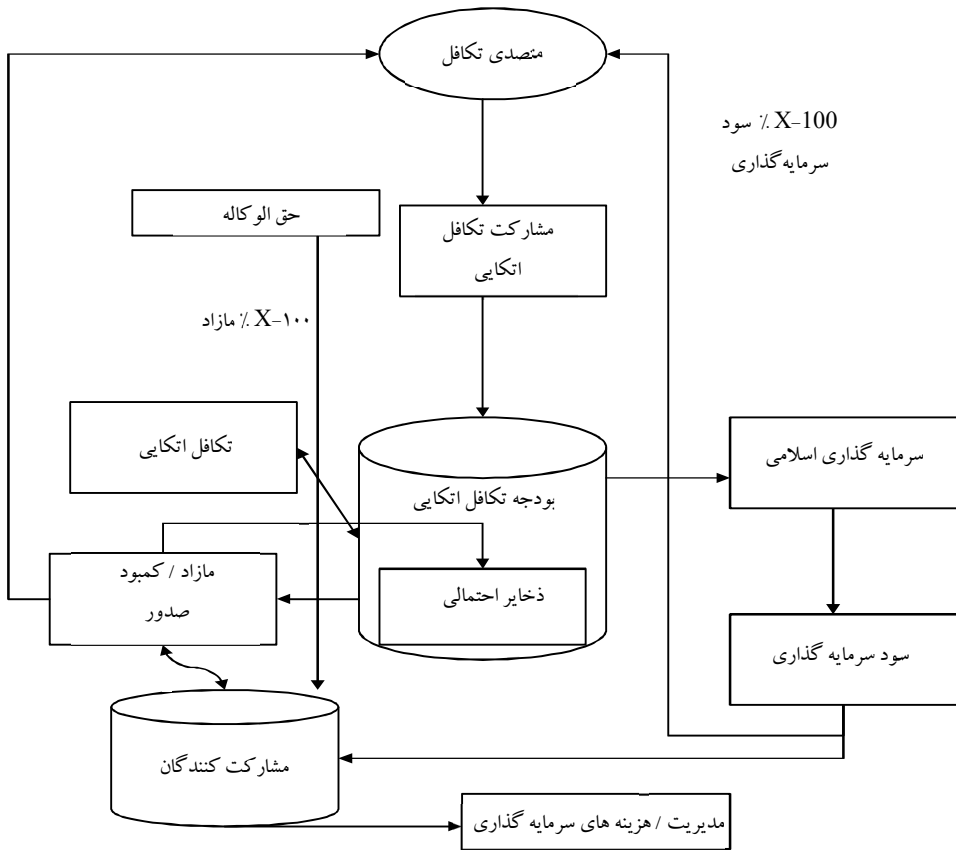 متصدی تکافل
X-100 ٪ سود
سرمایه‌گذاری
حق الوکاله
مشارکت تکافل
اتکایی
X-۱۰۰ ٪ مازاد
تکافل اتکایی
سرمایه گذاری اسلامی
بودجه تکافل اتکایی
مازاد / کمبود
صدور
ذخایر احتمالی
سود سرمایه گذاری
مشارکت کنندگان
مدیریت / هزینه های سرمایه گذاری